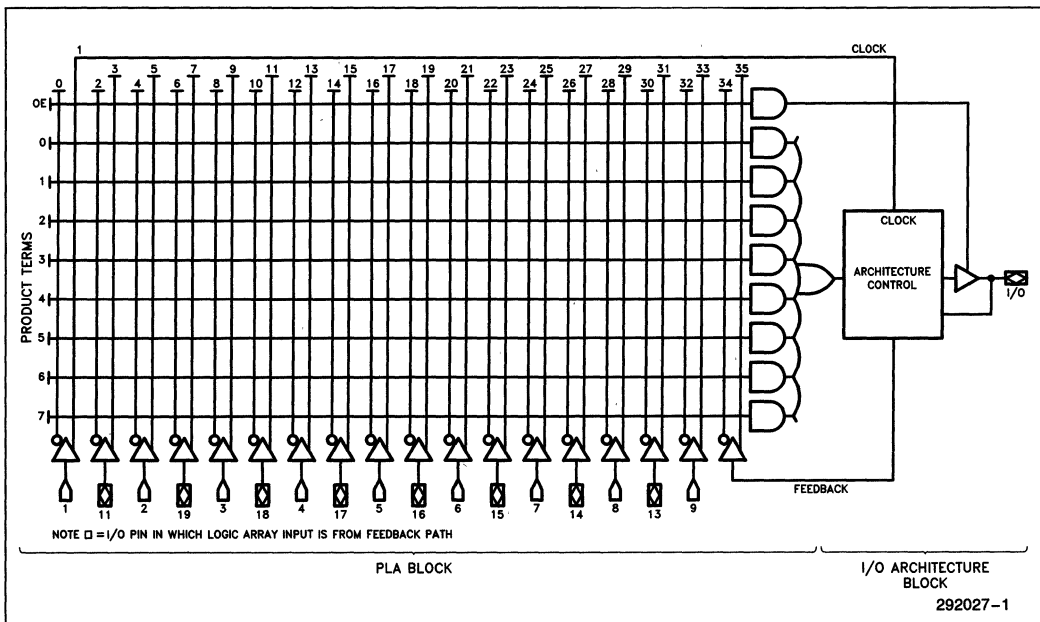 1 CLOCK
3 5 7 9 11 13 15 17 19 21 23 25 27 29 31 33 35
0 2 4 6 8 10 12 14 16 18 20 22 24 26 28 30 32 34
OE
0
1
2
3
4
5
6
7
PRODUCT TERMS
CLOCK
ARCHITECTURE
CONTROL
I/O
FEEDBACK
1 11 2 19 3 18 4 17 5 16 6 15 7 14 8 13 9
NOTE □ = I/O PIN IN WHICH LOGIC ARRAY INPUT IS FROM FEEDBACK PATH
PLA BLOCK
I/O ARCHITECTURE
BLOCK
292027-1